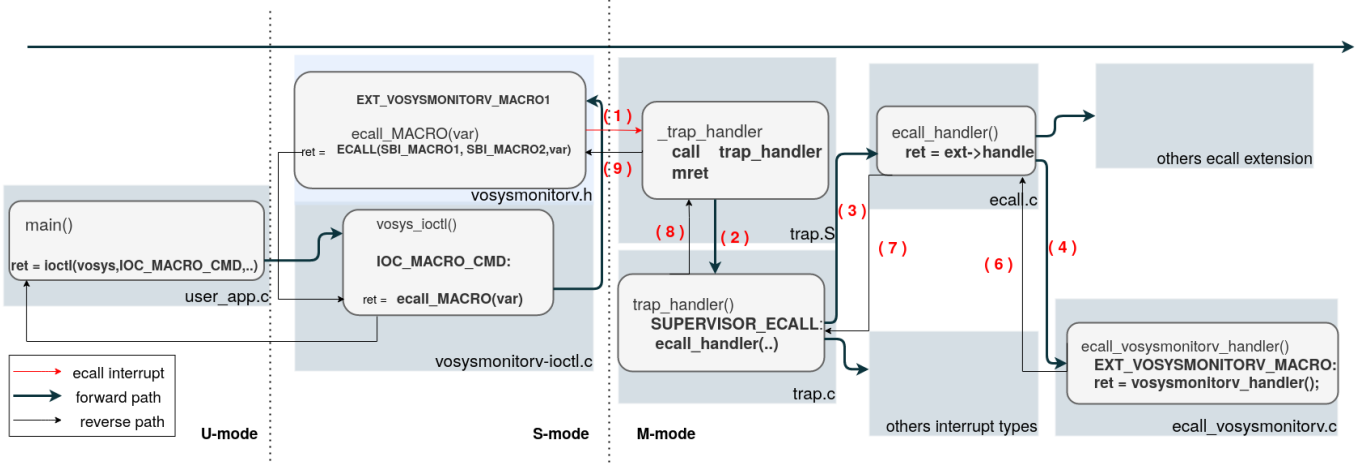 main()
ret = ioctl(vosys,IOC_MACRO_CMD,..)
user_app.c
ecall interrupt
forward path
reverse path
U-mode
EXT_VOSYSMONITORV_MACRO1
ecall_MACRO(var)
ret = ECALL(SBI_MACRO1, SBI_MACRO2,var)
vosysmonitorv.h
vosys_ioctl()
IOC_MACRO_CMD:
ret = ecall_MACRO(var)
vosysmonitorv-ioctl.c
S-mode
( 1 )
( 9 )
_trap_handler
call trap_handler
mret
trap.S
( 8 )
( 2 )
trap_handler()
SUPERVISOR_ECALL:
ecall_handler(..)
trap.c
M-mode
( 3 )
ecall_handler()
ret = ext->handle
ecall.c
( 7 )
( 6 )
( 4 )
others ecall extension
others interrupt types
ecall_vosysmonitorv_handler()
EXT_VOSYSMONITORV_MACRO:
ret = vosysmonitorv_handler();
ecall_vosysmonitorv.c